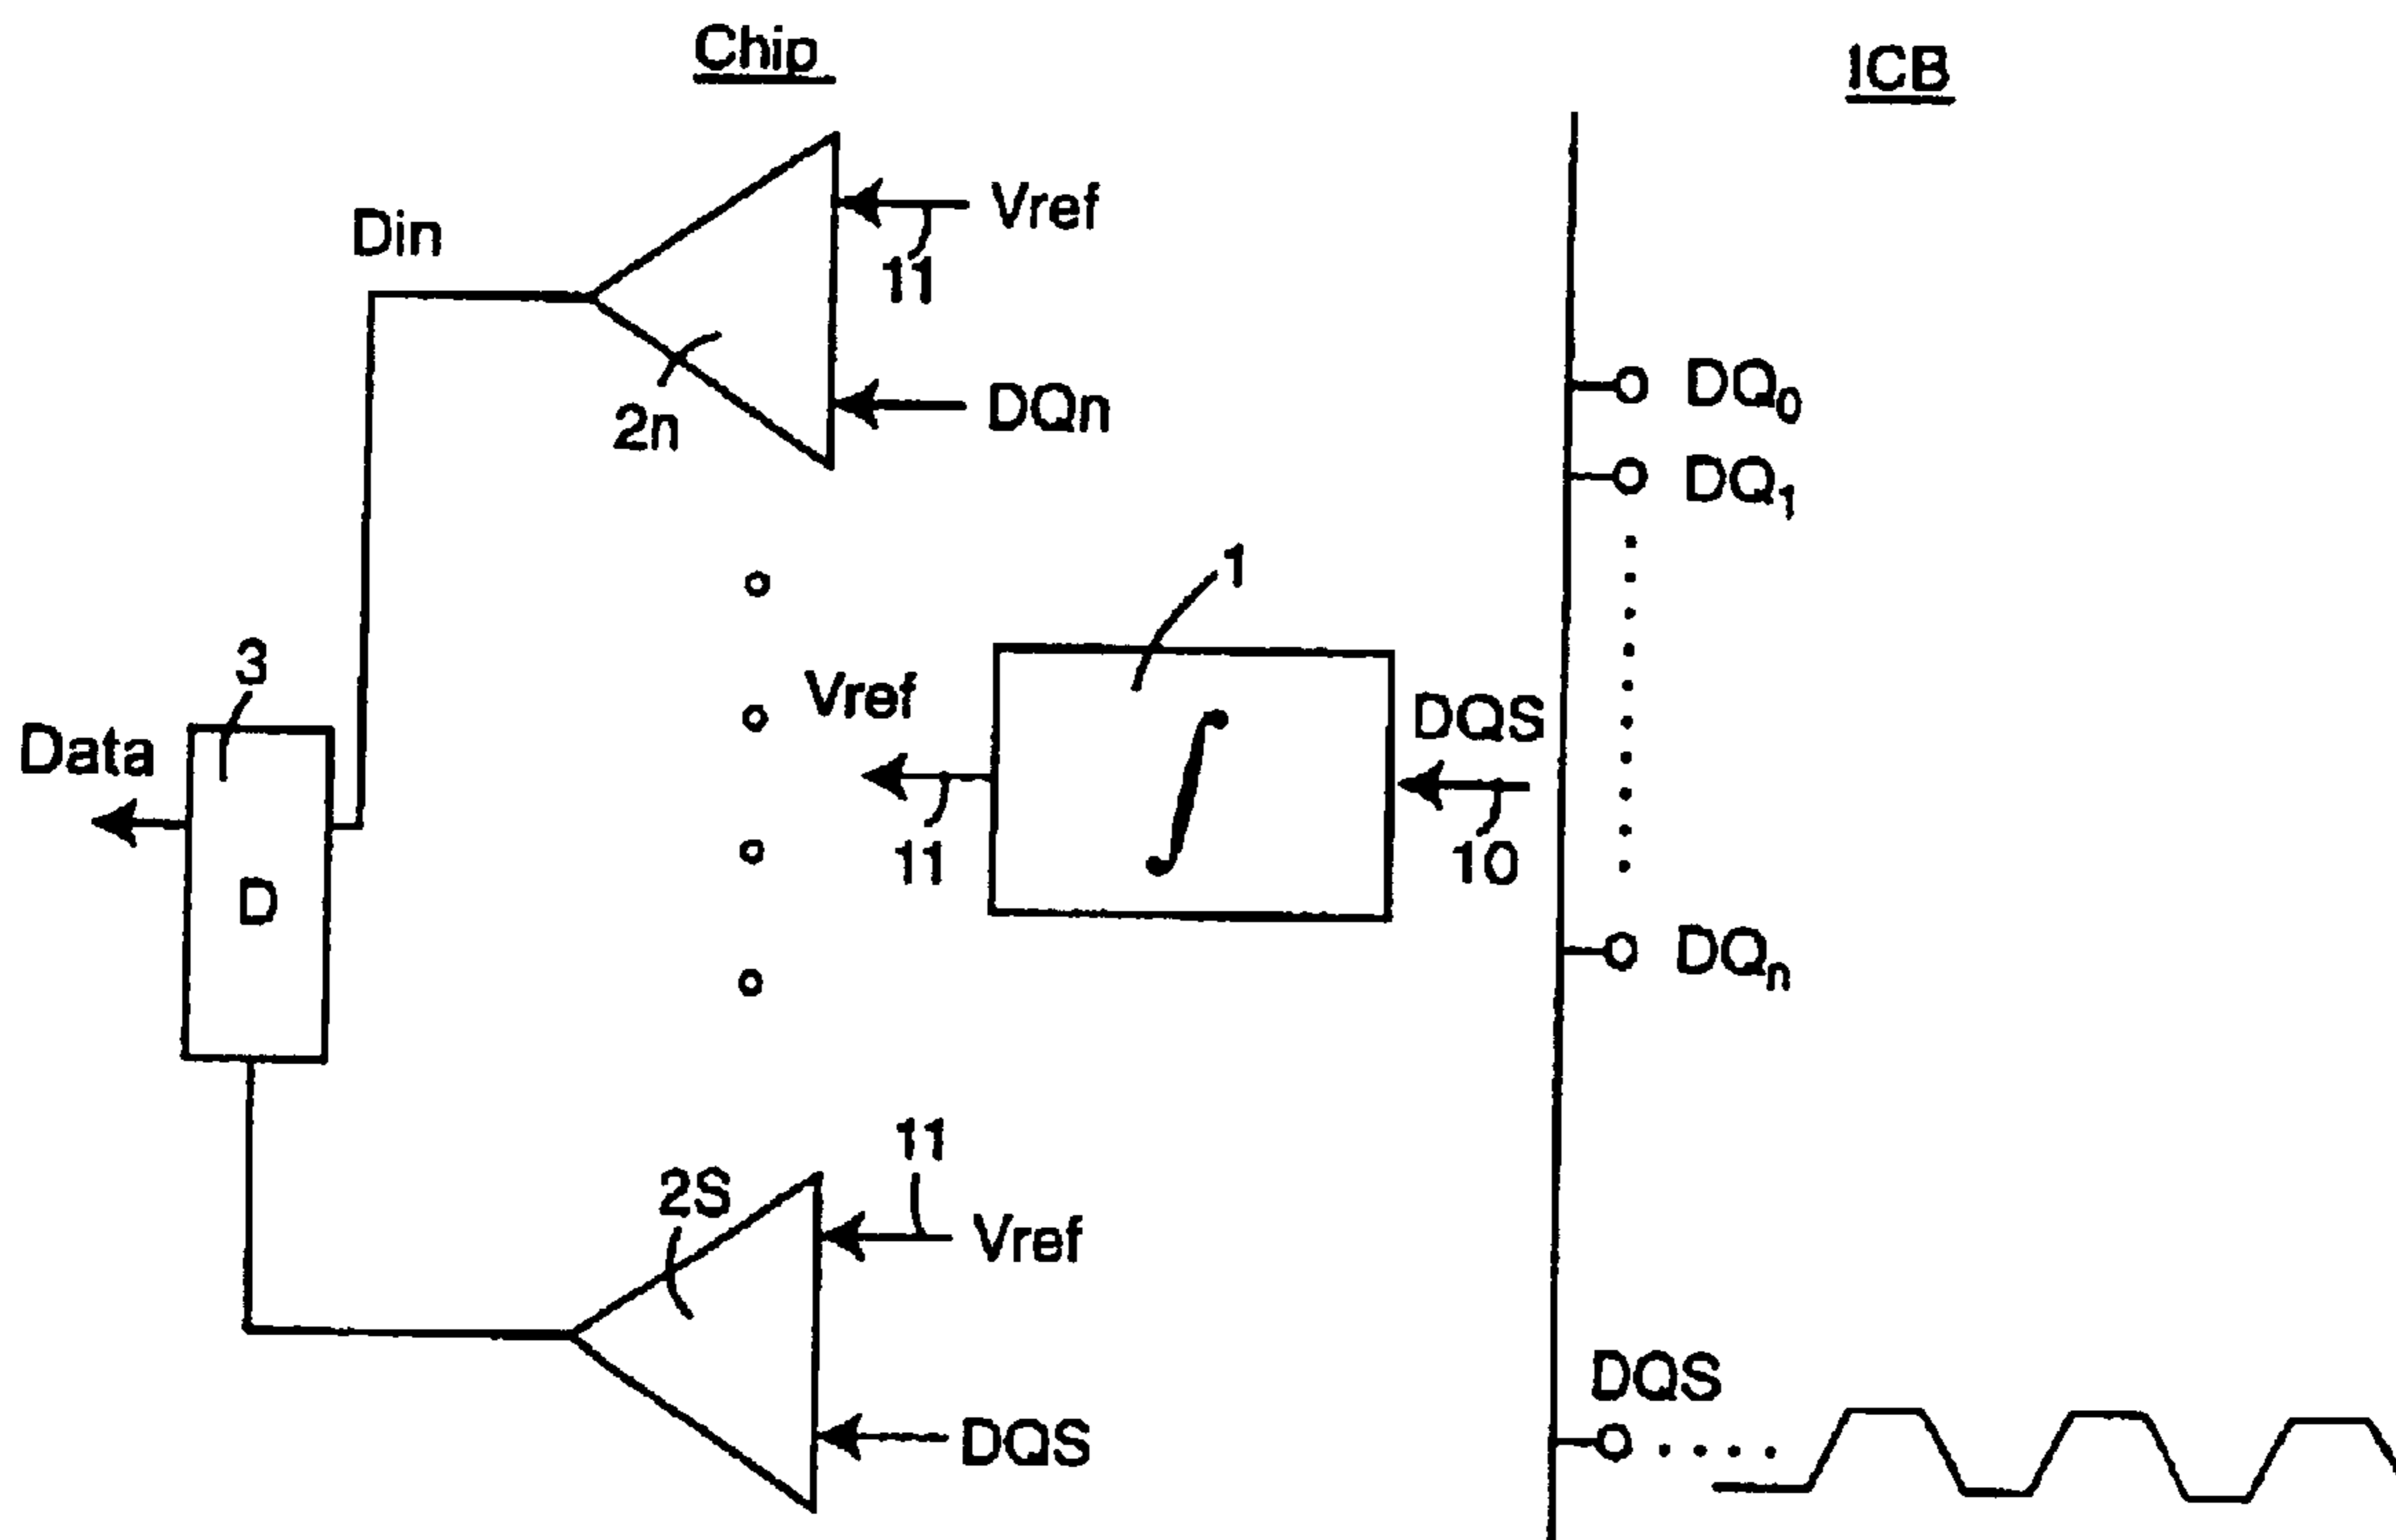 Chip
ICB
Din
Vref
11
2n
DQn
DQ0
DQ1
1
3
Data
Vref
DQS
11
10
D
DQn
11
2S
Vref
DQS
DQS